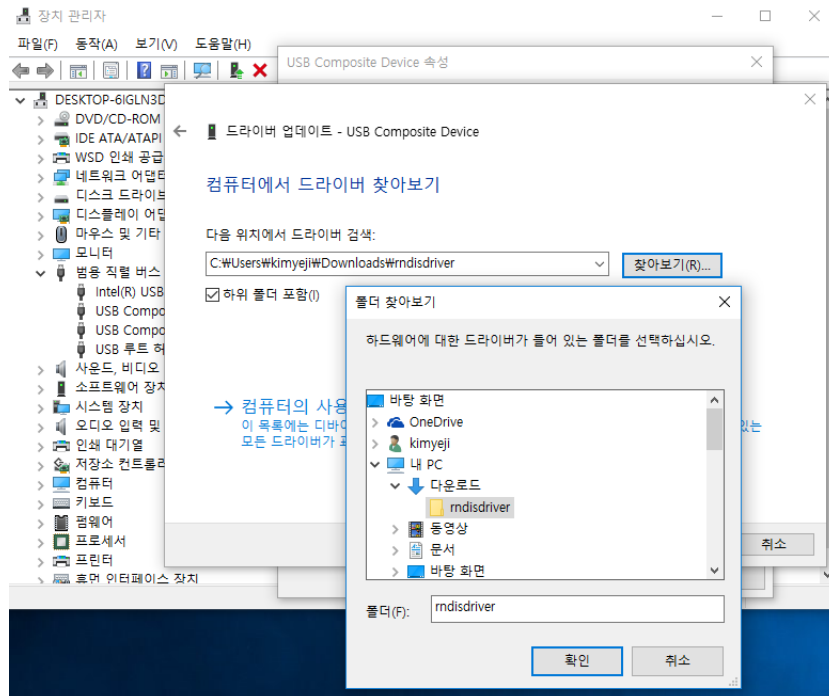 장치 관리자
파일(F) 동작(A) 보기(V) 도움말(H)
USB Composite Device 속성
DESKTOP-6IGLN3D
DVD/CD-ROM
IDE ATA/ATAPI
WSD 인쇄 공급
네트워크 어댑터
디스크 드라이브
디스플레이 어댑
마우스 및 기타
모니터
범용 직렬 버스
Intel(R) USB
USB Compo
USB Compo
USB 루트 허
사운드, 비디오
소프트웨어 장치
시스템 장치
오디오 입력 및
인쇄 대기열
저장소 컨트롤러
컴퓨터
키보드
펌웨어
프로세서
프린터
휴먼 인터페이스 장치
드라이버 업데이트 - USB Composite Device
컴퓨터에서 드라이버 찾아보기
다음 위치에서 드라이버 검색:
C:₩Users₩kimyeji₩Downloads₩rndisdriver
찾아보기(R)...
하위 폴더 포함(I)
컴퓨터의 사용
이 목록에는 디바이
있는
모든 드라이버가
취소
폴더 찾아보기
하드웨어에 대한 드라이버가 들어 있는 폴더를 선택하십시오.
바탕 화면
OneDrive
kimyeji
내 PC
다운로드
rndisdriver
동영상
문서
바탕 화면
폴더(F):
rndisdriver
확인
취소